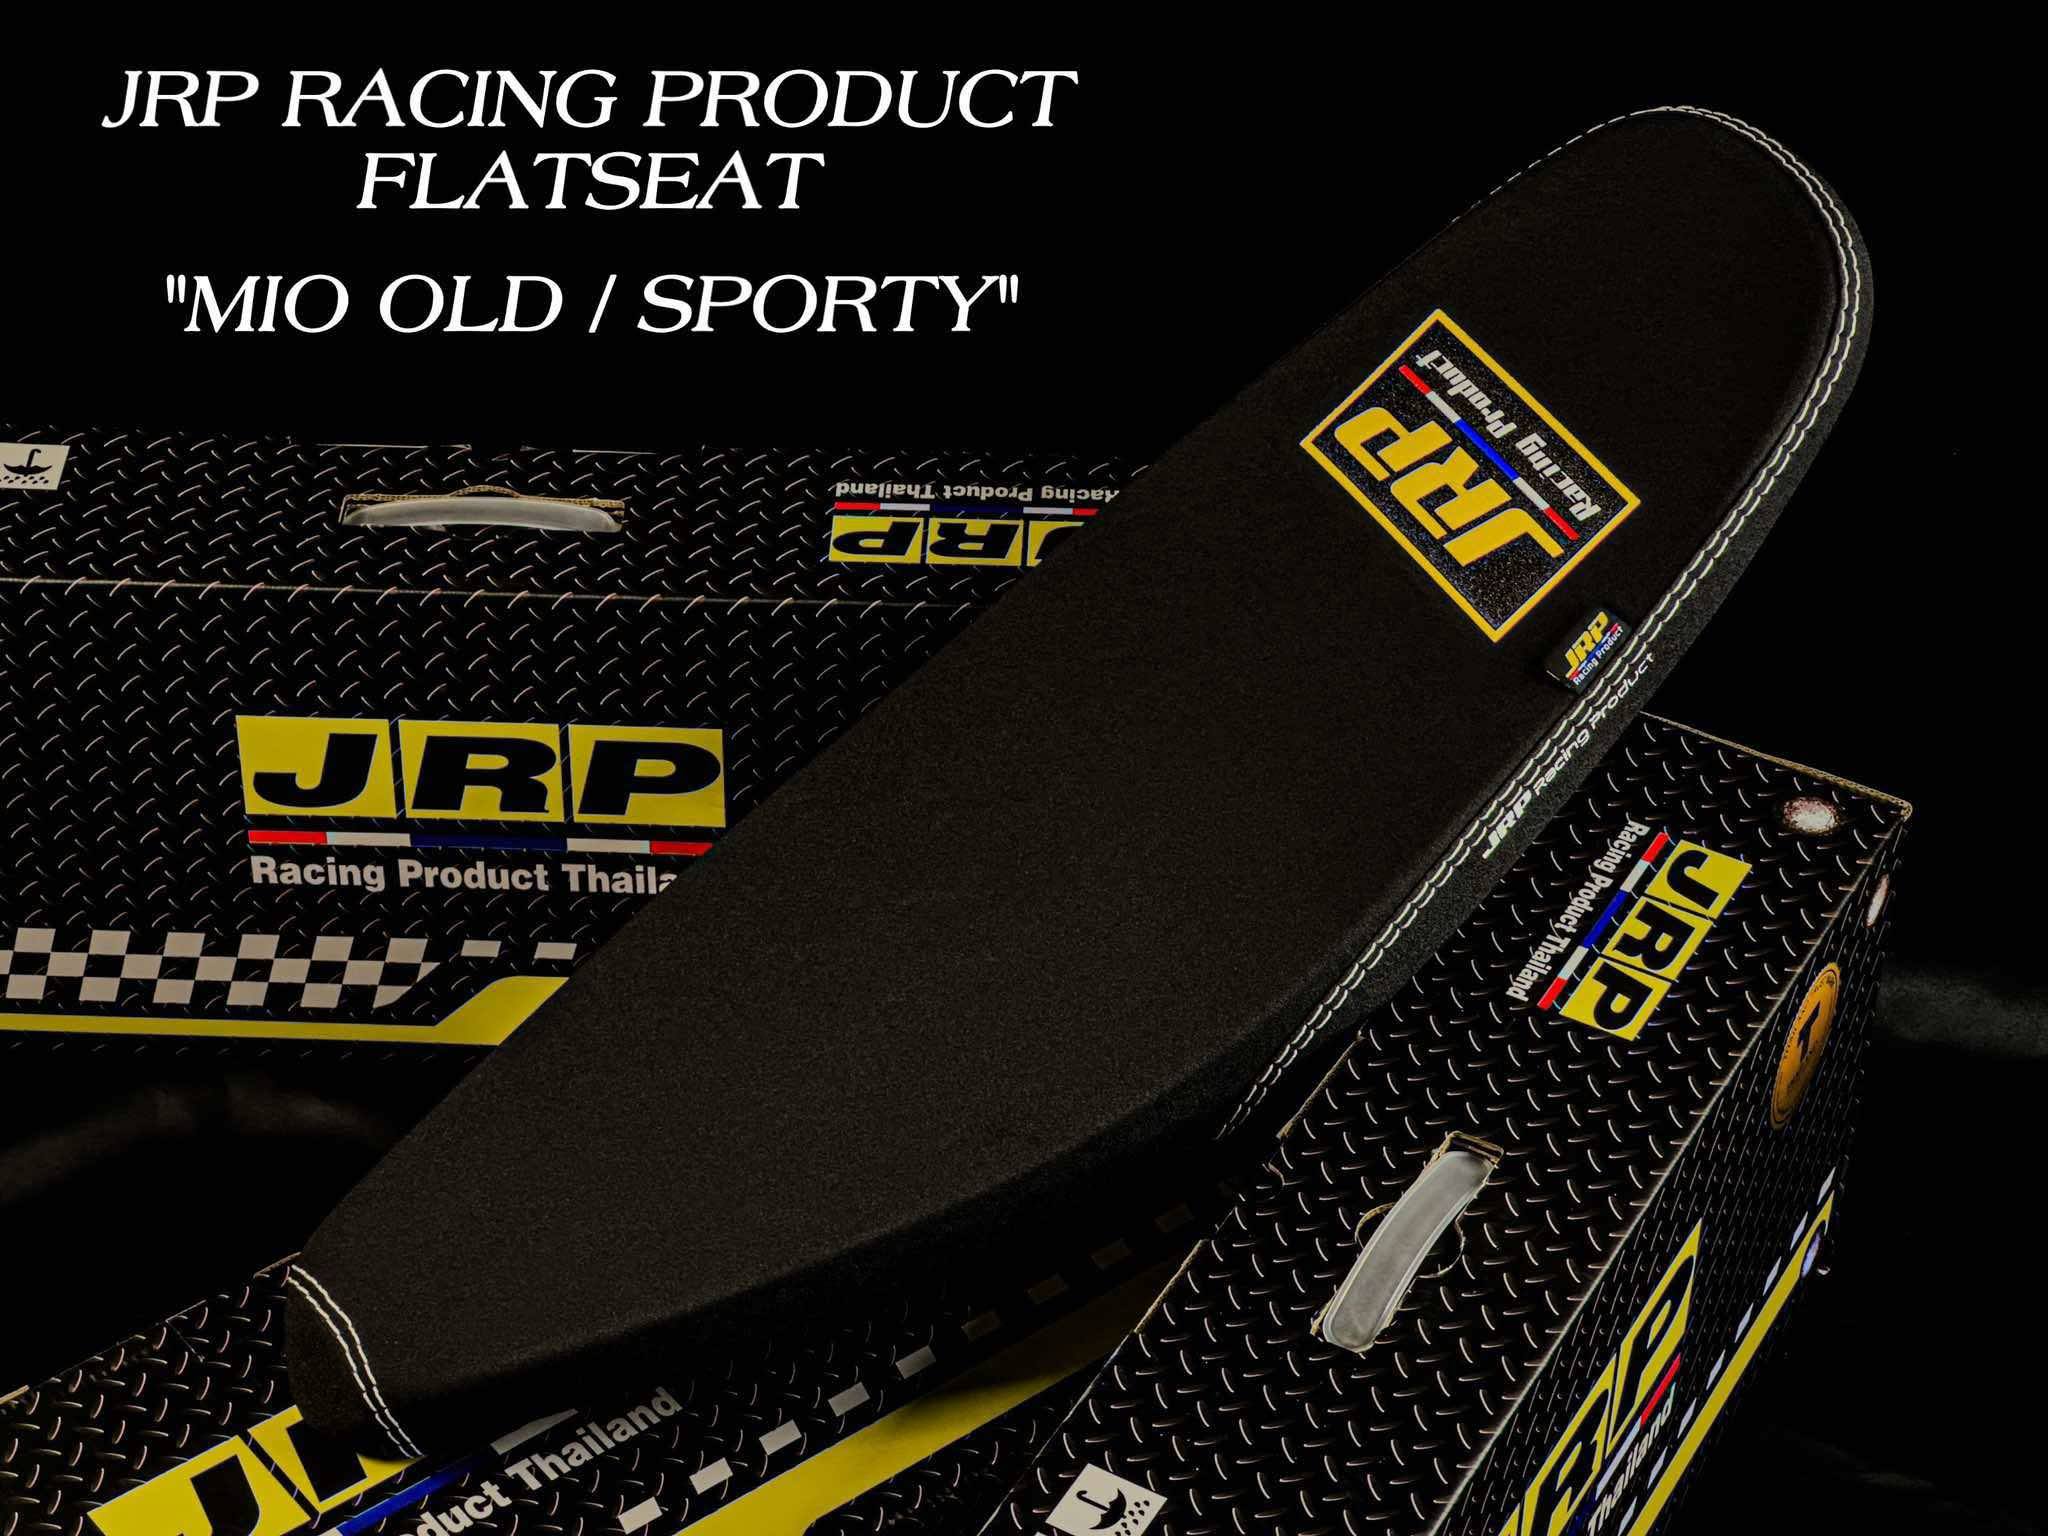 JRP RACING PRODUCT
FLATSEAT
"MIO OLD / SPORTY"
JRP
Racing Product
JRP
Racing Product
JRP Racing Product
Racing Product Thailand
JRP
JRP
Racing Product Thaila
JRP
Racing Product Thailand
Product Thailand
Thailand